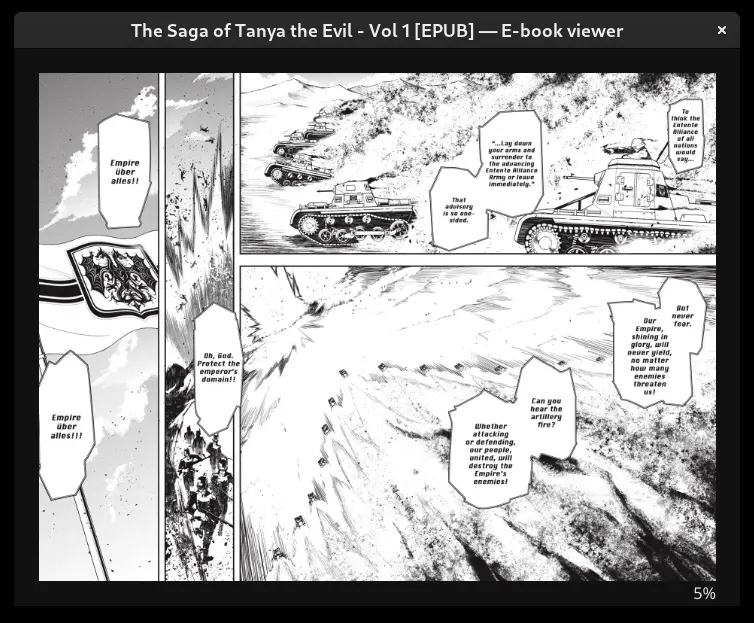 The Saga of Tanya the Evil - Vol 1 [EPUB] — E-book viewer
×
To
think the
Entente
Alliance
of all
nations
would
say...
"...Lay down
your arms and
surrender to
the advancing
Entente Alliance
Army or leave
immediately."
That
advisory
is so one-
sided.
But
never
fear.
Our
Empire,
shining in
glory, will
never yield,
no matter
how many
enemies
threaten
us!
Can you
hear the
artillery
fire?
Whether
attacking
or defending,
our people,
united, will
destroy the
Empire's
enemies!
Oh, God.
Protect the
emperor's
domain!!
Empire
über
alles!!
Empire
über
alles!!!
5%